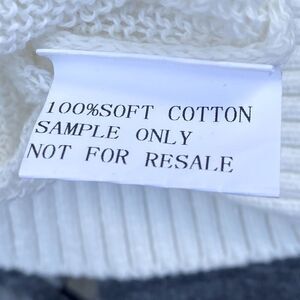 100%SOFT COTTON
SAMPLE ONLY
NOT FOR RESALE